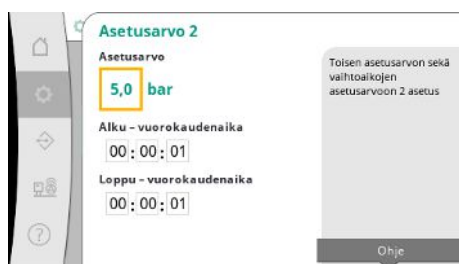 Asetusarvo 2
Asetusarvo
5,0 bar
Alku – vuorokaudenaika
00 : 00 : 01
Loppu – vuorokaudenaika
00 : 00 : 01
Toisen asetusarvon sekä
vaihtoaikojen
asetusarvoon 2 asetus
Ohje